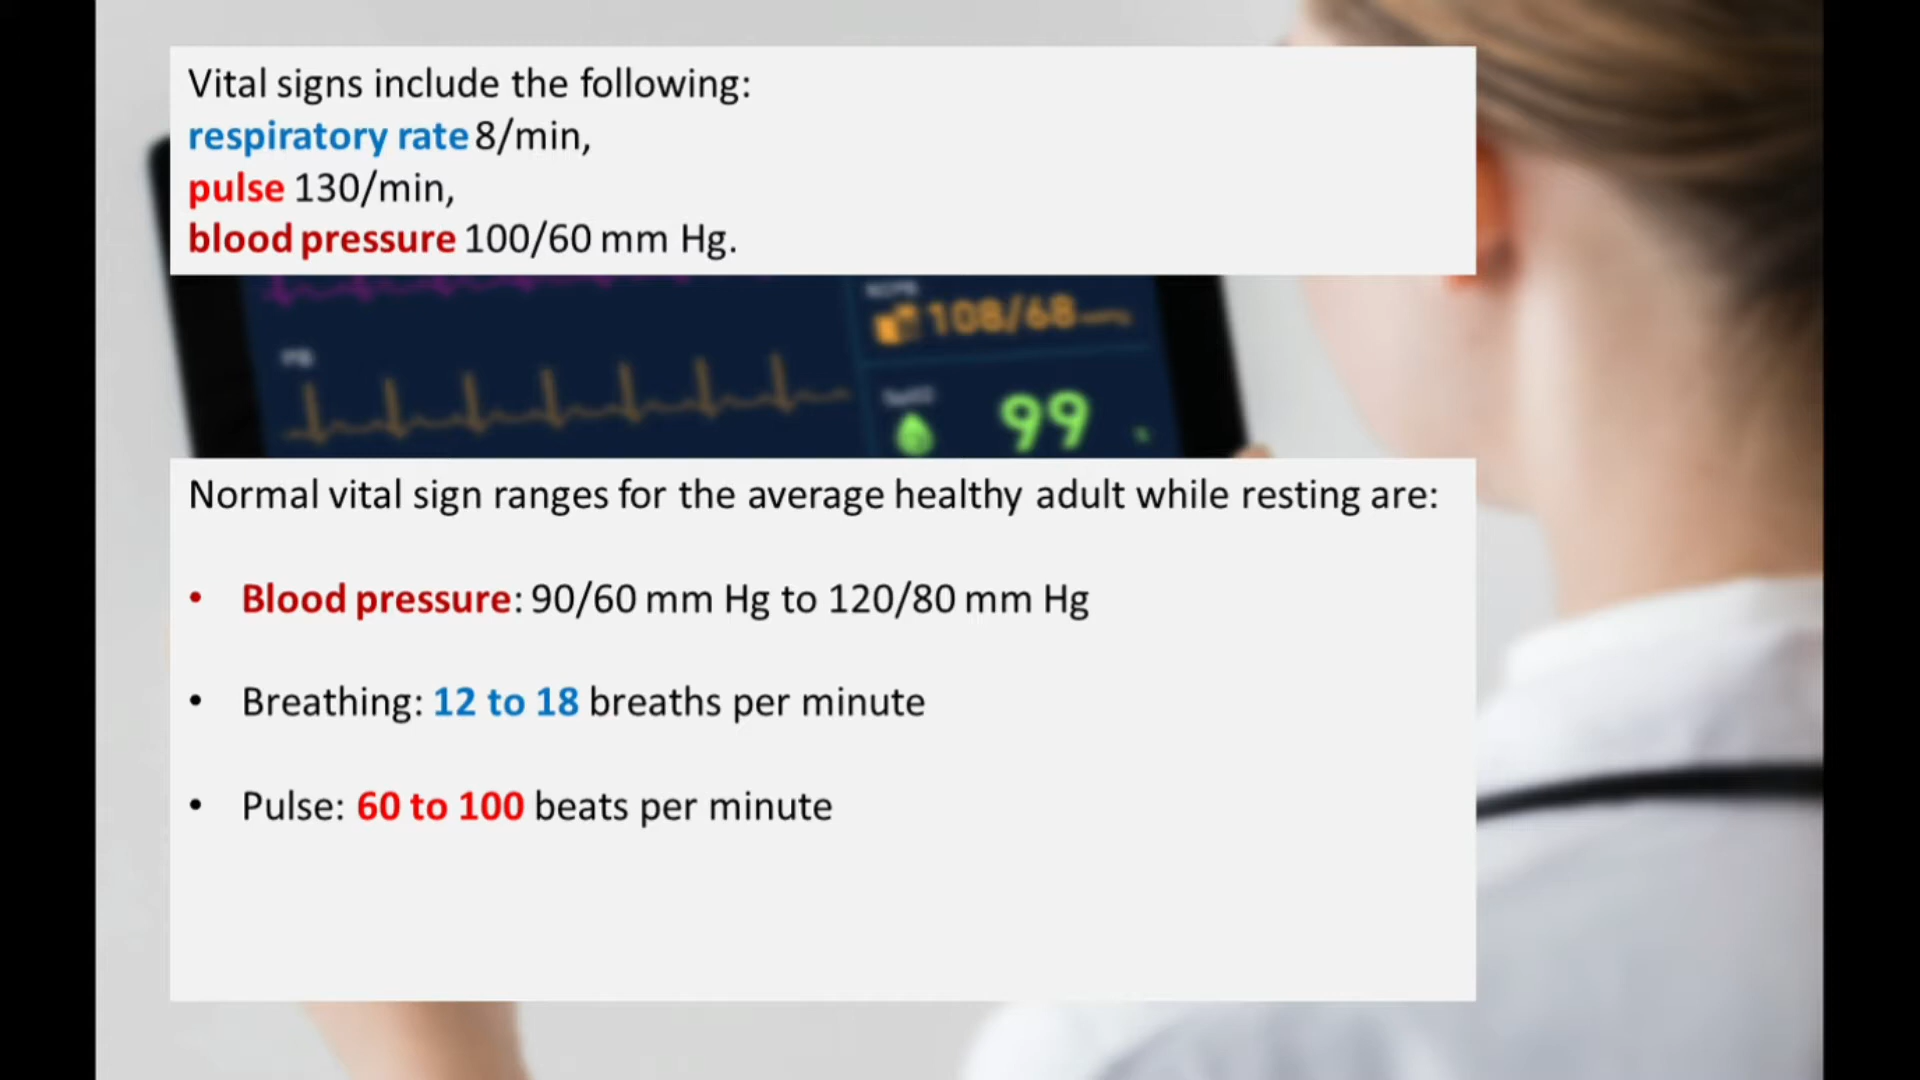 Vital signs include the following:
respiratory rate 8/min,
pulse 130/min,
blood pressure 100/60 mm Hg.
108/68
PB
99
Normal vital sign ranges for the average healthy adult while resting are:
• Blood pressure: 90/60 mm Hg to 120/80 mm Hg
• Breathing: 12 to 18 breaths per minute
• Pulse: 60 to 100 beats per minute